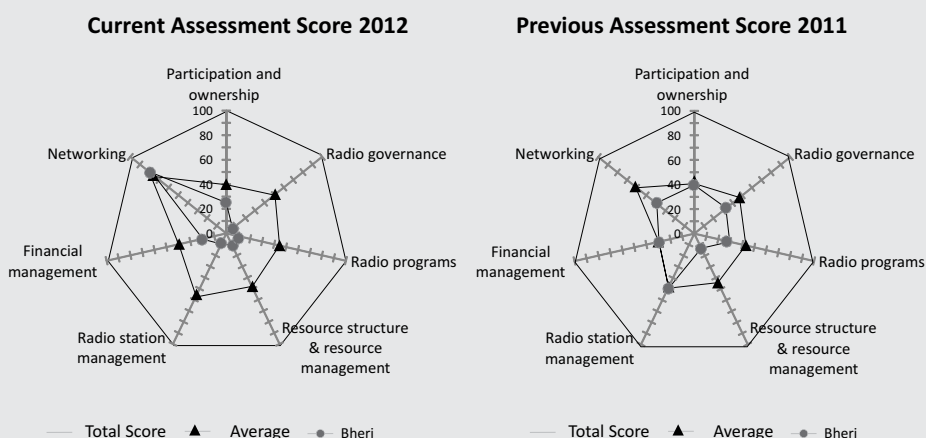 Current Assessment Score 2012
Participation and
ownership
100
80
60
40
20
0
Networking
Radio governance
Financial
management
Radio programs
Radio station
management
Resource structure
& resource
management
Total Score
Average
Bheri
Previous Assessment Score 2011
Participation and
ownership
100
80
60
40
20
0
Networking
Radio governance
Financial
management
Radio programs
Radio station
management
Resource structure
& resource
management
Total Score
Average
Bheri